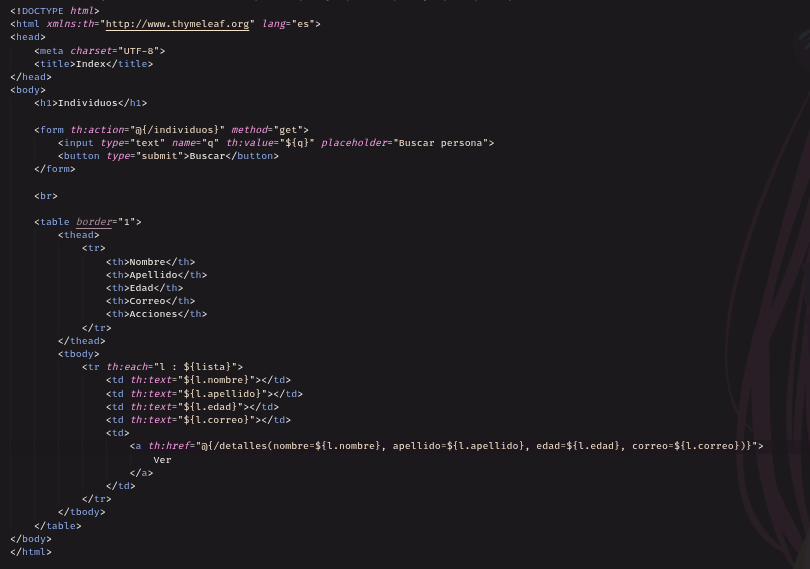 <!DOCTYPE html>
<html xmlns:th="http://www.thymeleaf.org" lang="es">
<head>
    <meta charset="UTF-8">
    <title>Index</title>
</head>
<body>
    <h1>Individuos</h1>

    <form th:action="@{/individuos}" method="get">
        <input type="text" name="q" th:value="${q}" placeholder="Buscar persona">
        <button type="submit">Buscar</button>
    </form>

    <br>

    <table border="1">
        <thead>
            <tr>
                <th>Nombre</th>
                <th>Apellido</th>
                <th>Edad</th>
                <th>Correo</th>
                <th>Acciones</th>
            </tr>
        </thead>
        <tbody>
            <tr th:each="l : ${lista}">
                <td th:text="${l.nombre}"></td>
                <td th:text="${l.apellido}"></td>
                <td th:text="${l.edad}"></td>
                <td th:text="${l.correo}"></td>
                <td>
                    <a th:href="@{/detalles(nombre=${l.nombre}, apellido=${l.apellido}, edad=${l.edad}, correo=${l.correo})}">
                        Ver
                    </a>
                </td>
            </tr>
        </tbody>
    </table>
</body>
</html>